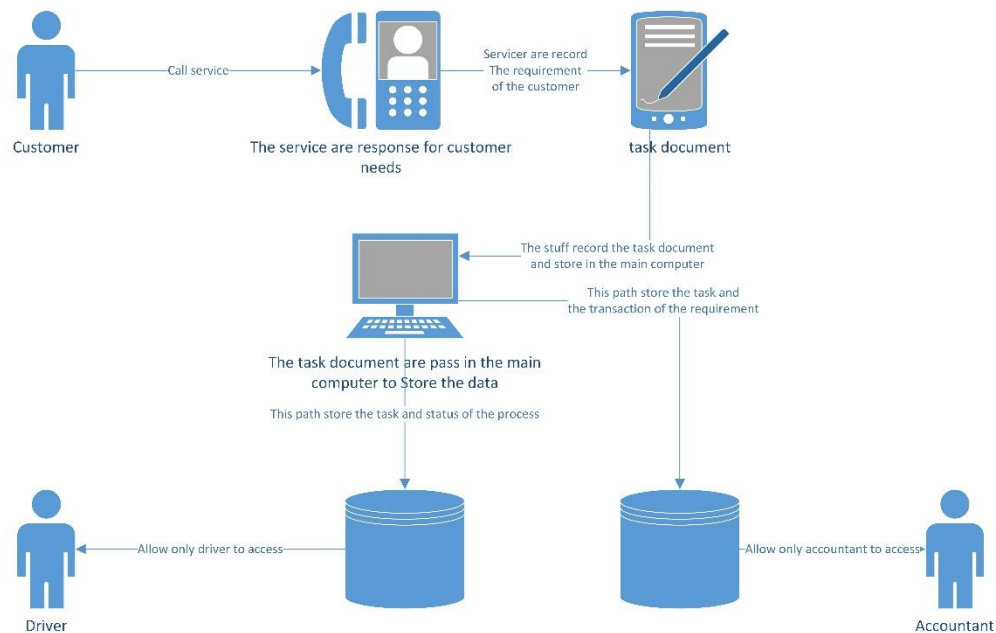 Call service
Servicer are record
The requirement
of the customer
Customer
The service are response for customer
needs
task document
The stuff record the task document
and store in the main computer
This path store the task and
the transaction of the requirement
The task document are pass in the main
computer to Store the data
This path store the task and status of the process
Allow only driver to access
Allow only accountant to access
Driver
Accountant